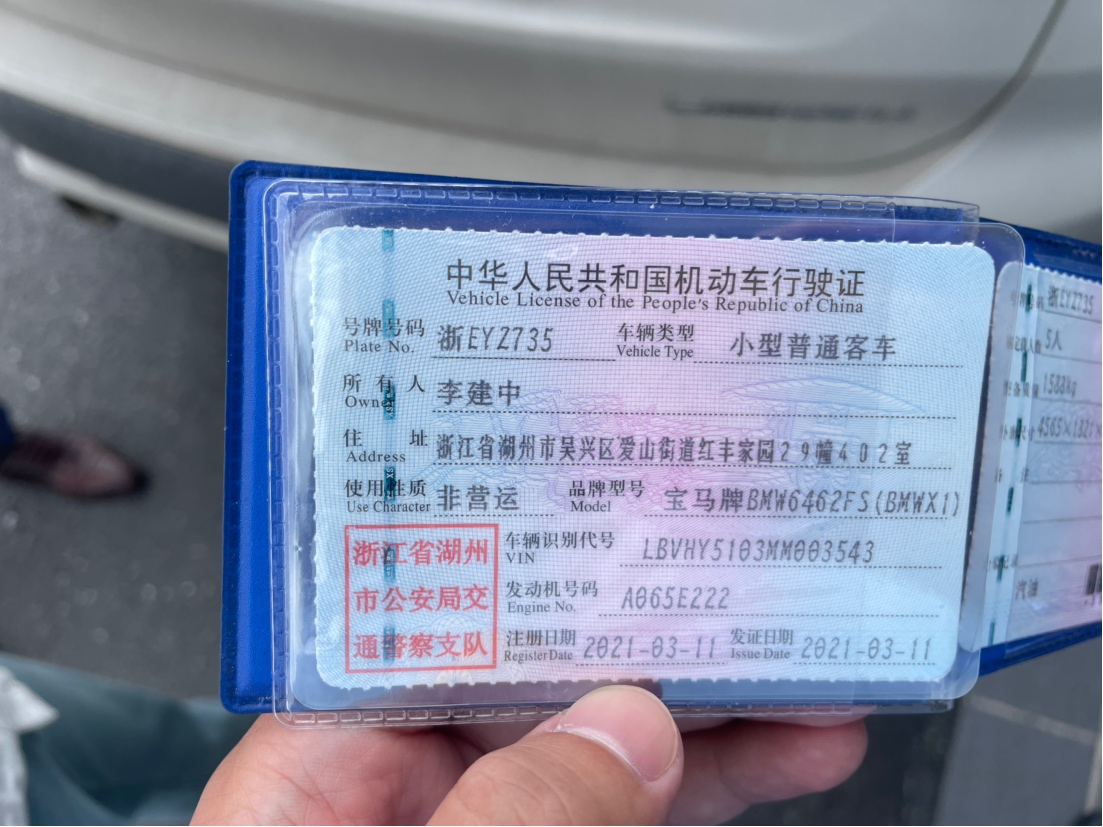 中华人民共和国机动车行驶证
Vehicle License of the People's Republic of China
号牌号码 浙EYZ735 车辆类型 小型普通客车
Plate No. Vehicle Type
所有人 李建中
Owner
住址 浙江省湖州市吴兴区爱山街道红丰家园29幢402室
Address
使用性质 非营运 品牌型号 宝马牌BMW6462FS(BMWX1)
Use Character Model
浙江省湖州
市公安局交
通警察支队
车辆识别代号 LBVHY5103MM003543
VIN
发动机号码 A065E222
Engine No.
注册日期 2021-03-11 发证日期 2021-03-11
Register Date Issue Date
浙EYZ735
5人
1588kg
汽油